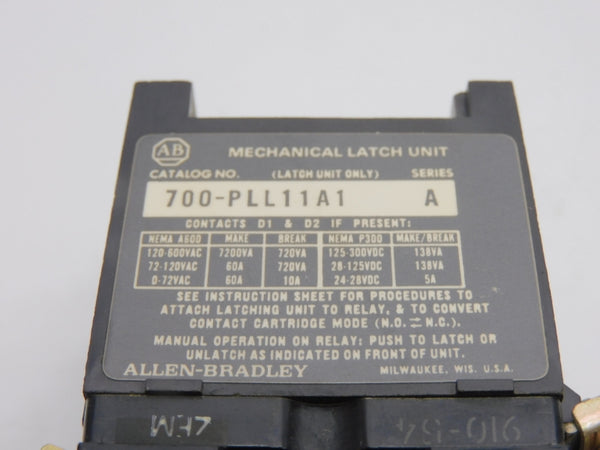 AB MECHANICAL LATCH UNIT
CATALOG NO. (LATCH UNIT ONLY) SERIES
700-PLL11A1 A
CONTACTS D1 & D2 IF PRESENT:
NEMA A600 MAKE BREAK NEMA P300 MAKE/BREAK
120-600VAC 7200VA 720VA 125-300VDC 138VA
72-120VAC 60A 720VA 28-125VDC 138VA
0-72VAC 60A 10A 24-28VDC 5A
SEE INSTRUCTION SHEET FOR PROCEDURES TO
ATTACH LATCHING UNIT TO RELAY, & TO CONVERT
CONTACT CARTRIDGE MODE (N.O. ⇄ N.C.).
MANUAL OPERATION ON RELAY: PUSH TO LATCH OR
UNLATCH AS INDICATED ON FRONT OF UNIT.
ALLEN-BRADLEY MILWAUKEE, WIS. U.S.A.